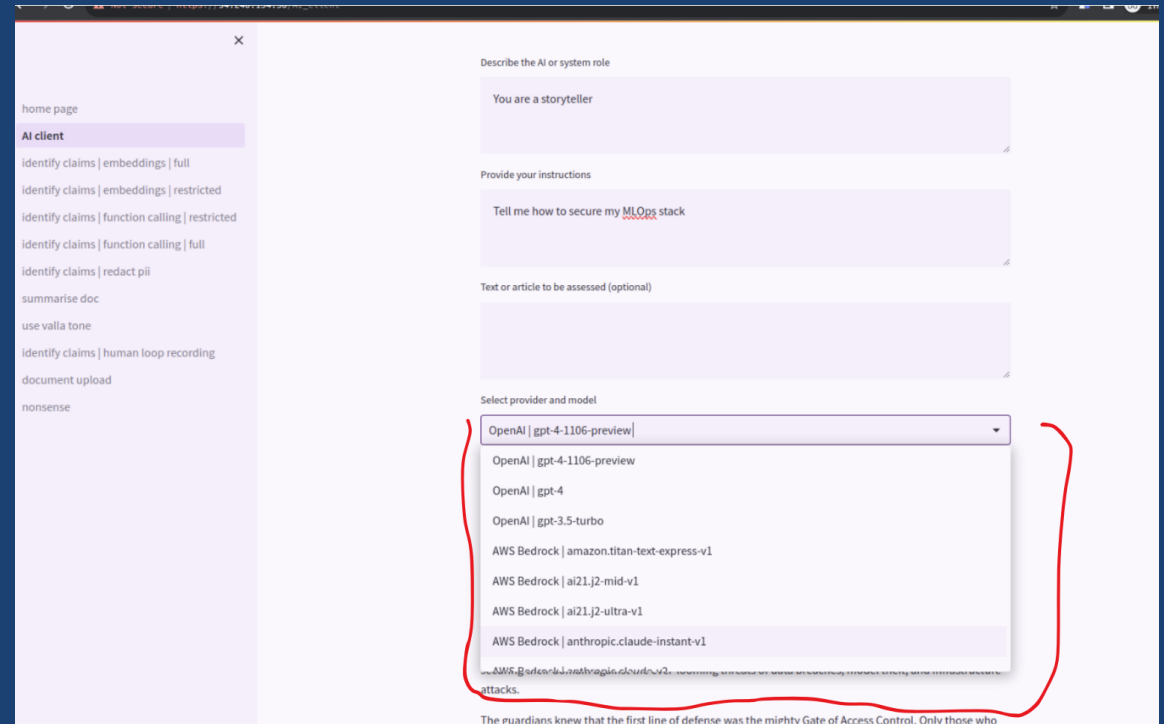 Not secure
×
home page
AI client
identify claims | embeddings | full
identify claims | embeddings | restricted
identify claims | function calling | restricted
identify claims | function calling | full
identify claims | redact pii
summarise doc
use valla tone
identify claims | human loop recording
document upload
nonsense
Describe the AI or system role
You are a storyteller
Provide your instructions
Tell me how to secure my MLOps stack
Text or article to be assessed (optional)
Select provider and model
OpenAI | gpt-4-1106-preview
OpenAI | gpt-4-1106-preview
OpenAI | gpt-4
OpenAI | gpt-3.5-turbo
AWS Bedrock | amazon.titan-text-express-v1
AWS Bedrock | ai21.j2-mid-v1
AWS Bedrock | ai21.j2-ultra-v1
AWS Bedrock | anthropic.claude-instant-v1
AWS Bedrock | anthropic.claude-v2
looming threats of data breaches, model theft, and infrastructure
attacks.
The guardians knew that the first line of defense was the mighty Gate of Access Control. Only those who